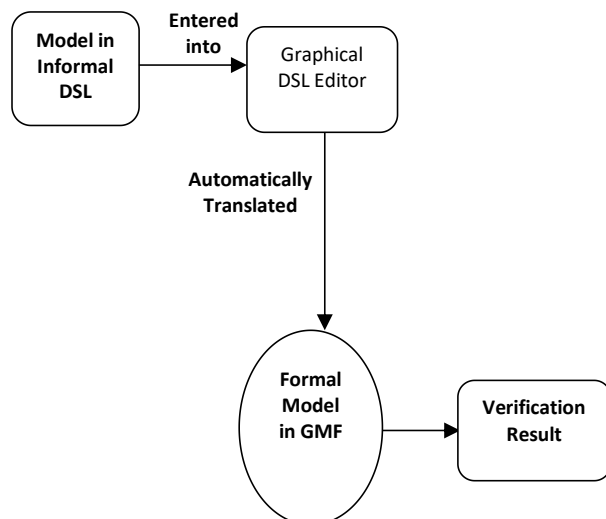 Model in
Informal
DSL
Entered
into
Graphical
DSL Editor
Automatically
Translated
Formal
Model
in GMF
Verification
Result